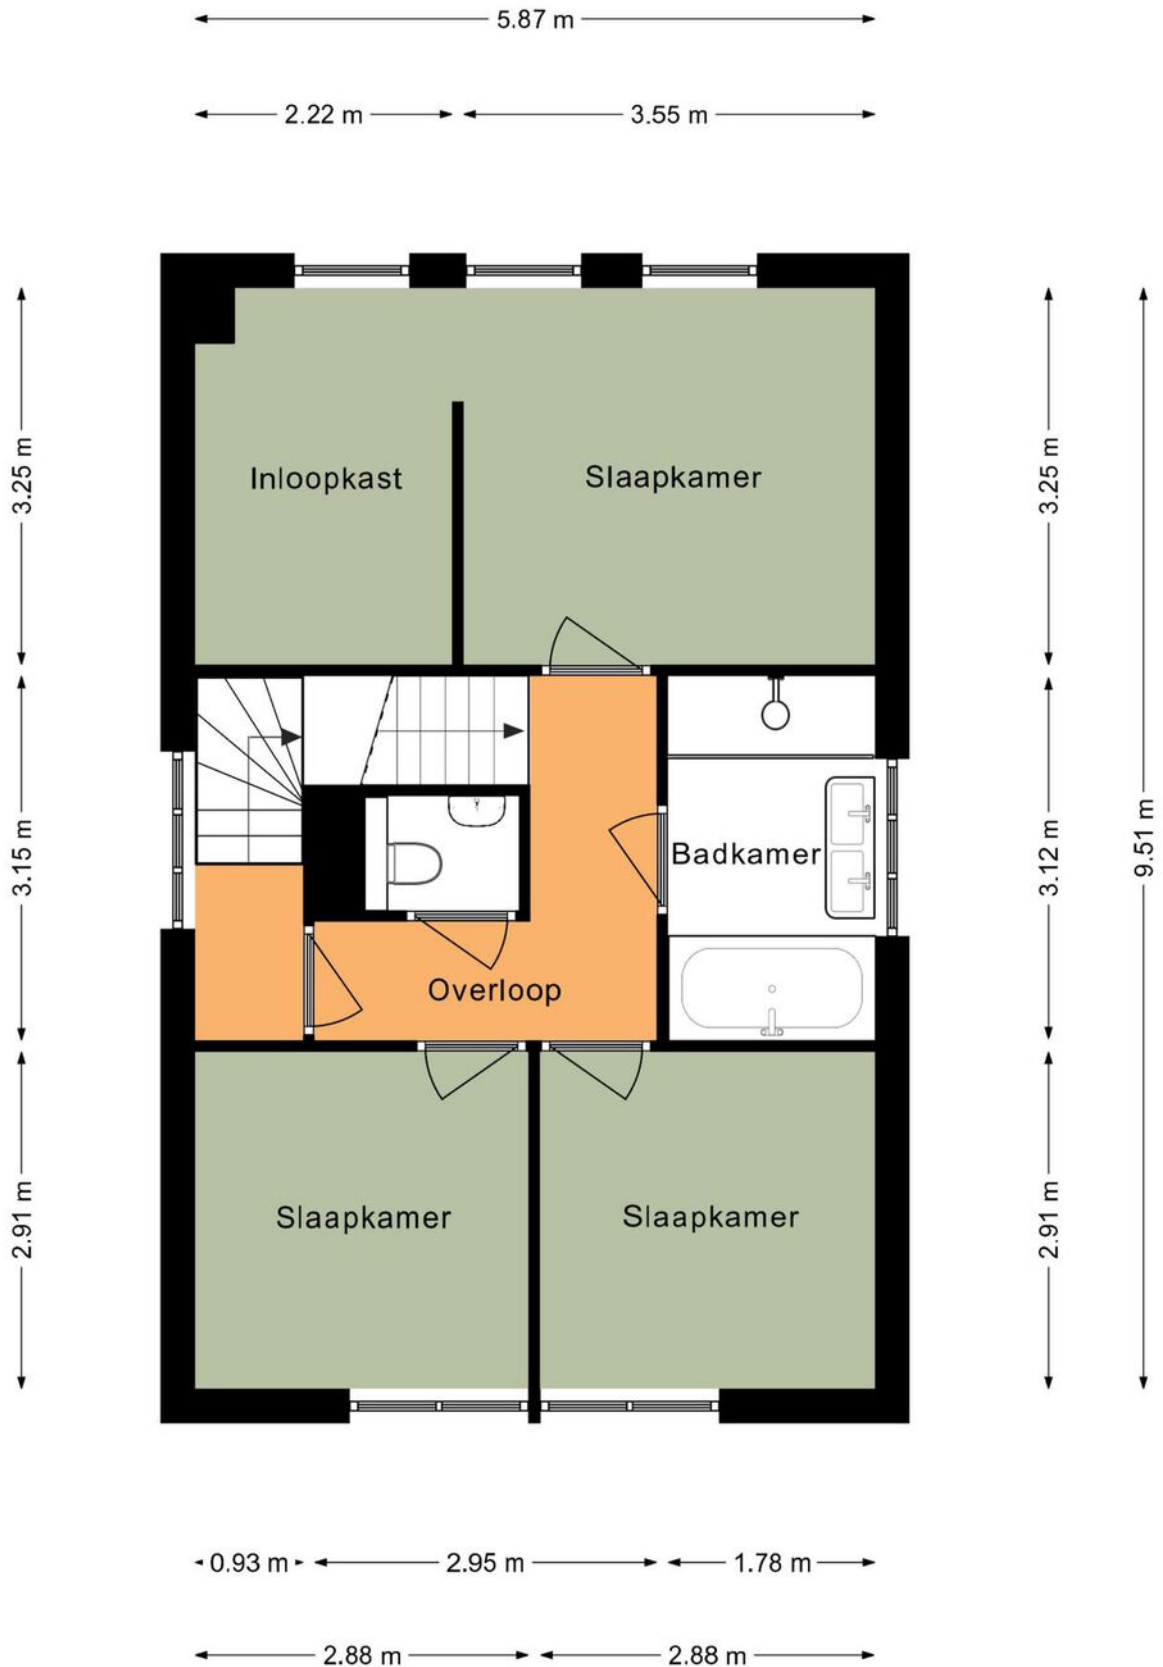 5.87 m
2.22 m
3.55 m
3.25 m
3.25 m
Inloopkast
Slaapkamer
9.51 m
3.15 m
3.12 m
Badkamer
Overloop
2.91 m
2.91 m
Slaapkamer
Slaapkamer
0.93 m
2.95 m
1.78 m
2.88 m
2.88 m